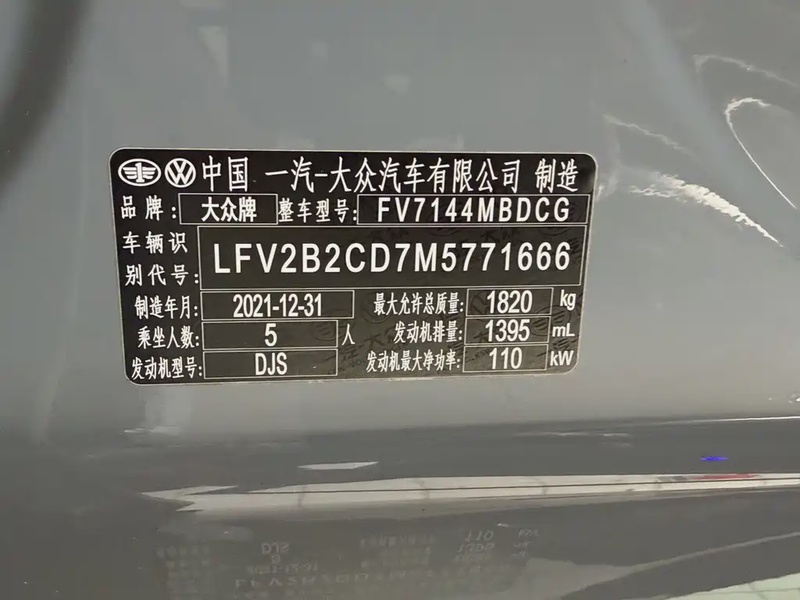 中国 一汽-大众汽车有限公司 制造
品牌: 大众牌 整车型号: FV7144MBDCG
车辆识别代号: LFV2B2CD7M5771666
制造年月: 2021-12-31 最大允许总质量: 1820 kg
乘坐人数: 5 人 发动机排量: 1395 mL
发动机型号: DJS 发动机最大净功率: 110 kW